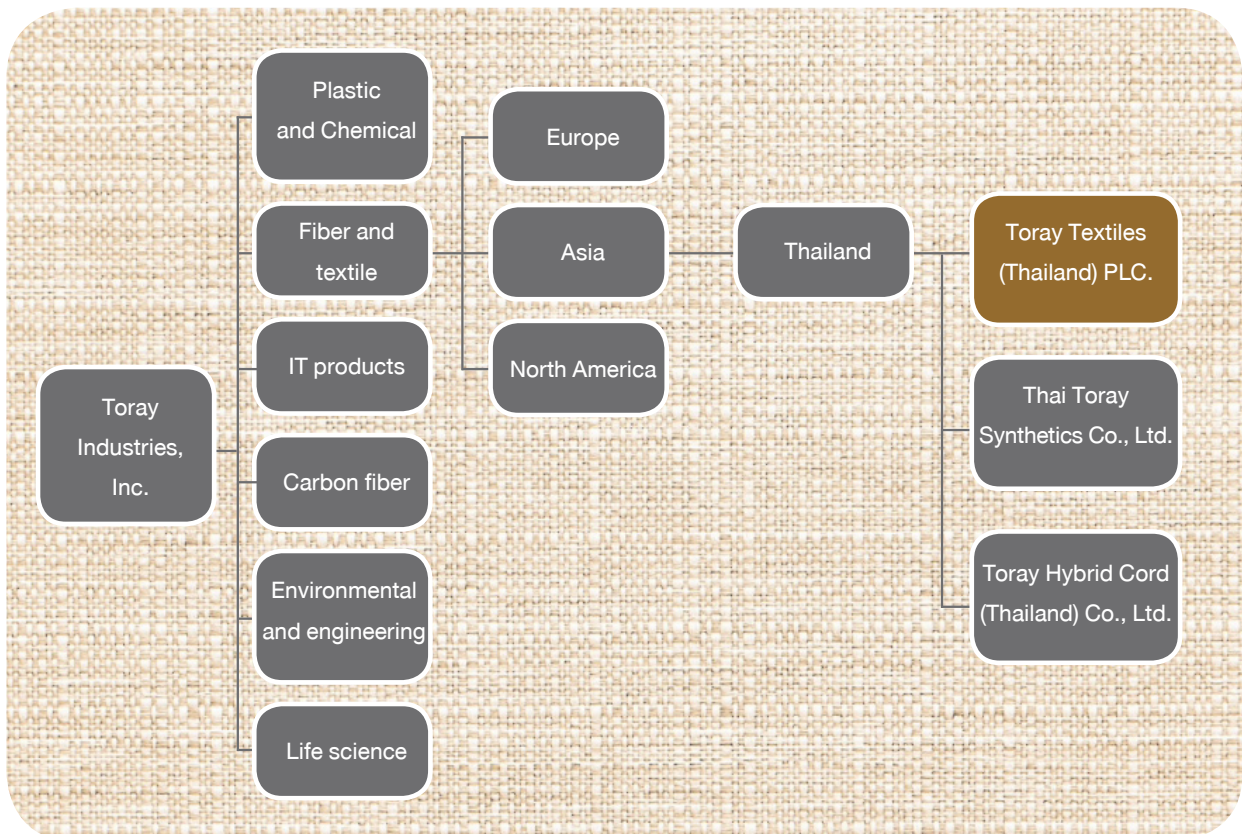 Plastic
and Chemical
Europe
Fiber and
textile
Asia
Thailand
Toray Textiles
(Thailand) PLC.
IT products
North America
Toray
Industries,
Inc.
Thai Toray
Synthetics Co., Ltd.
Carbon fiber
Environmental
and engineering
Toray Hybrid Cord
(Thailand) Co., Ltd.
Life science